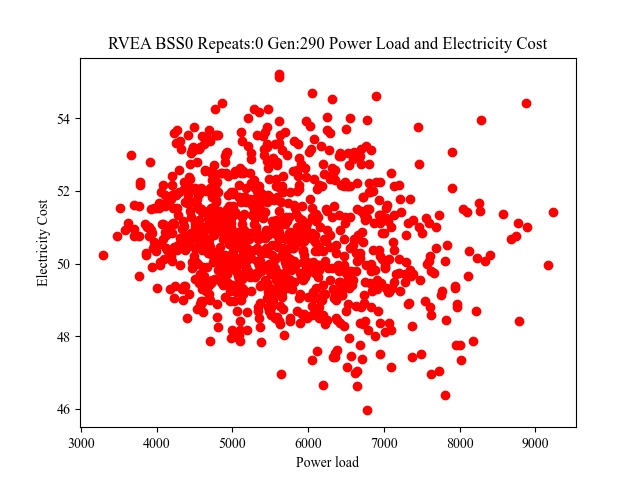 RVEA BSS0 Repeats:0 Gen:290 Power Load and Electricity Cost
Electricity Cost
54
52
50
48
46
3000 4000 5000 6000 7000 8000 9000
Power load